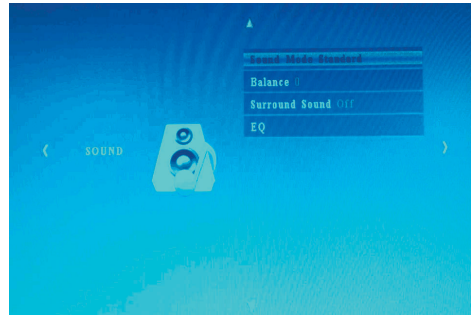 Sound Mode Standard
Balance 0
Surround Sound Off
EQ
SOUND